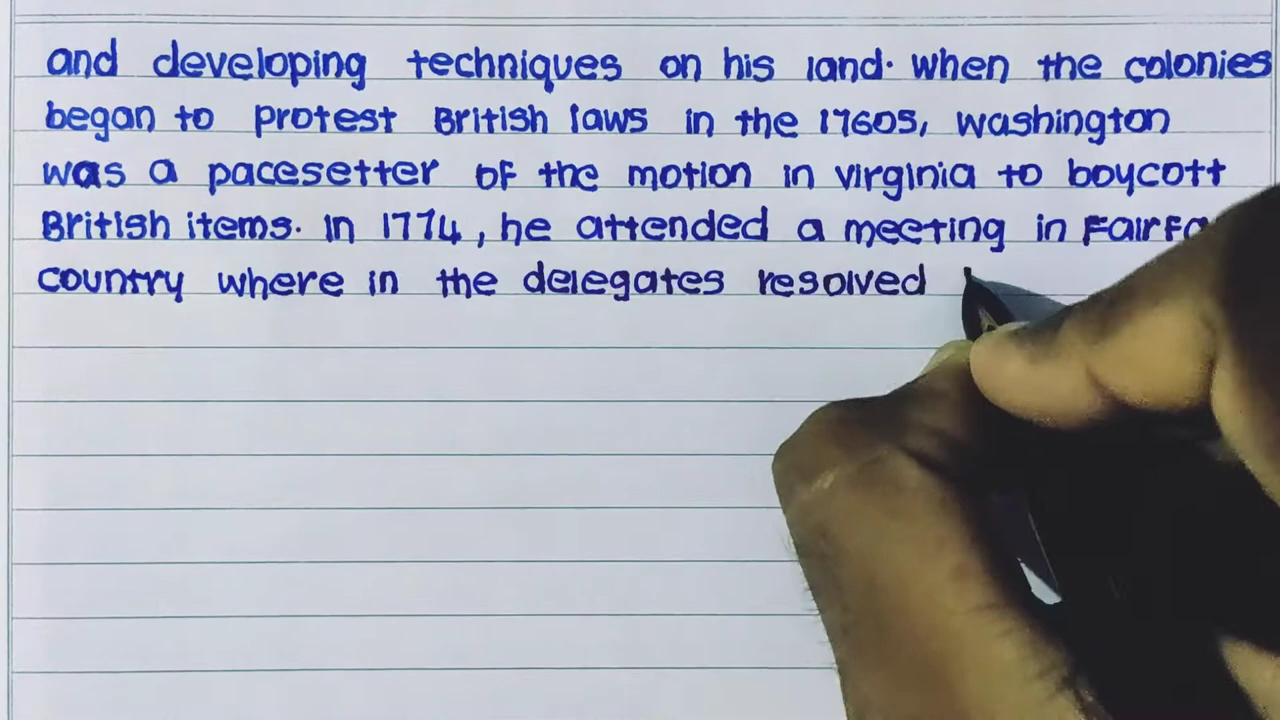 and developing techniques on his land. when the colonies
began to protest British laws in the 1760s, washington
was a pacesetter of the motion in virginia to boycott
British items. In 1774, he attended a meeting in
country where in the delegates resolved